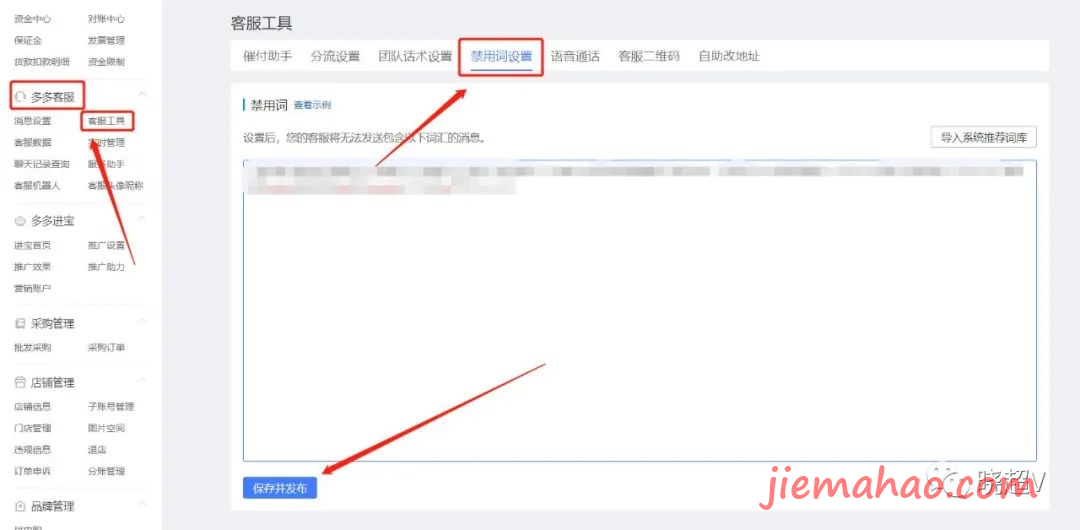 资金中心 对账中心
保证金 发票管理
货款扣款明细 资金限制
多多客服
消息设置 客服工具
客服数据 实时管理
聊天记录查询 服务助手
客服机器人 客服头像昵称
多多进宝
进宝首页 推广设置
推广效果 推广助力
营销账户
采购管理
批发采购 采购订单
店铺管理
店铺信息 子账号管理
门店管理 图片空间
违规信息 退店
订单申诉 分账管理
品牌管理
客服工具
催付助手 分流设置 团队话术设置 禁用词设置 语音通话 客服二维码 自助改地址
禁用词 查看示例
设置后，您的客服将无法发送包含以下词汇的消息。
导入系统推荐词库
保存并发布
晓超V
jiemahao.com